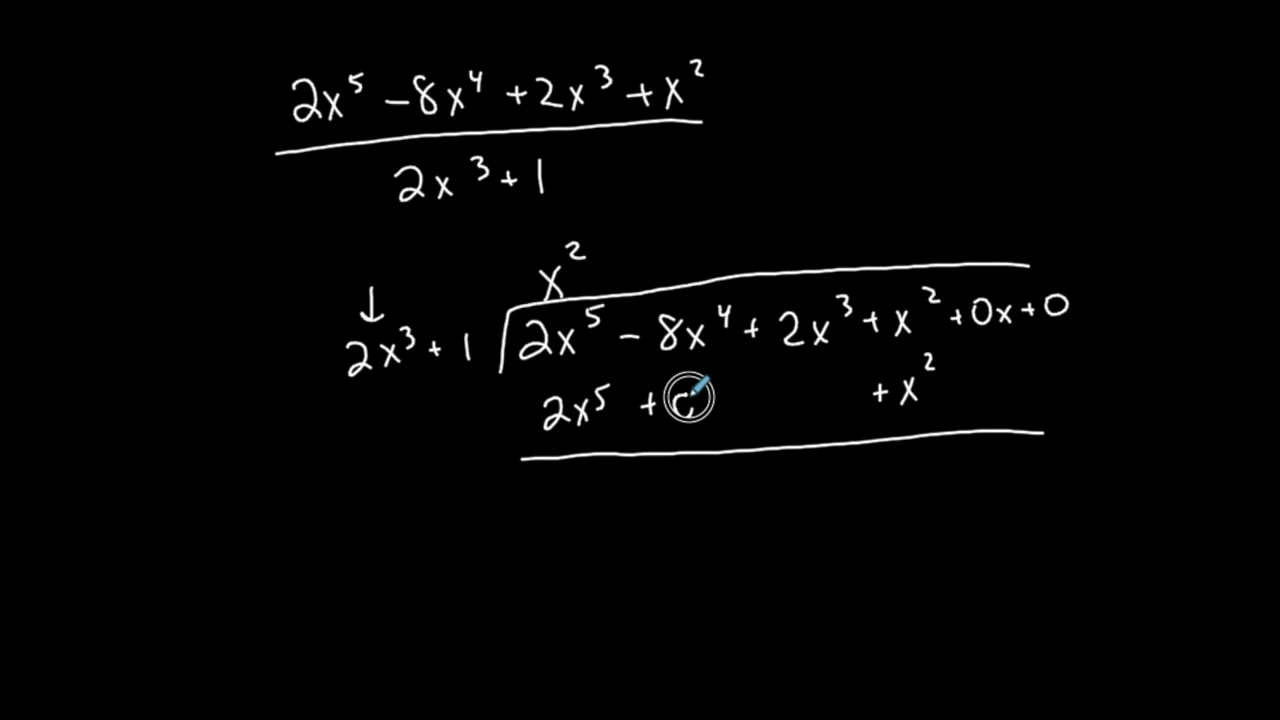 2x⁵ - 8x⁴ + 2x³ + x²
2x³ + 1
x²
2x³ + 1 2x⁵ - 8x⁴ + 2x³ + x² + 0x + 0
2x⁵ + + x²